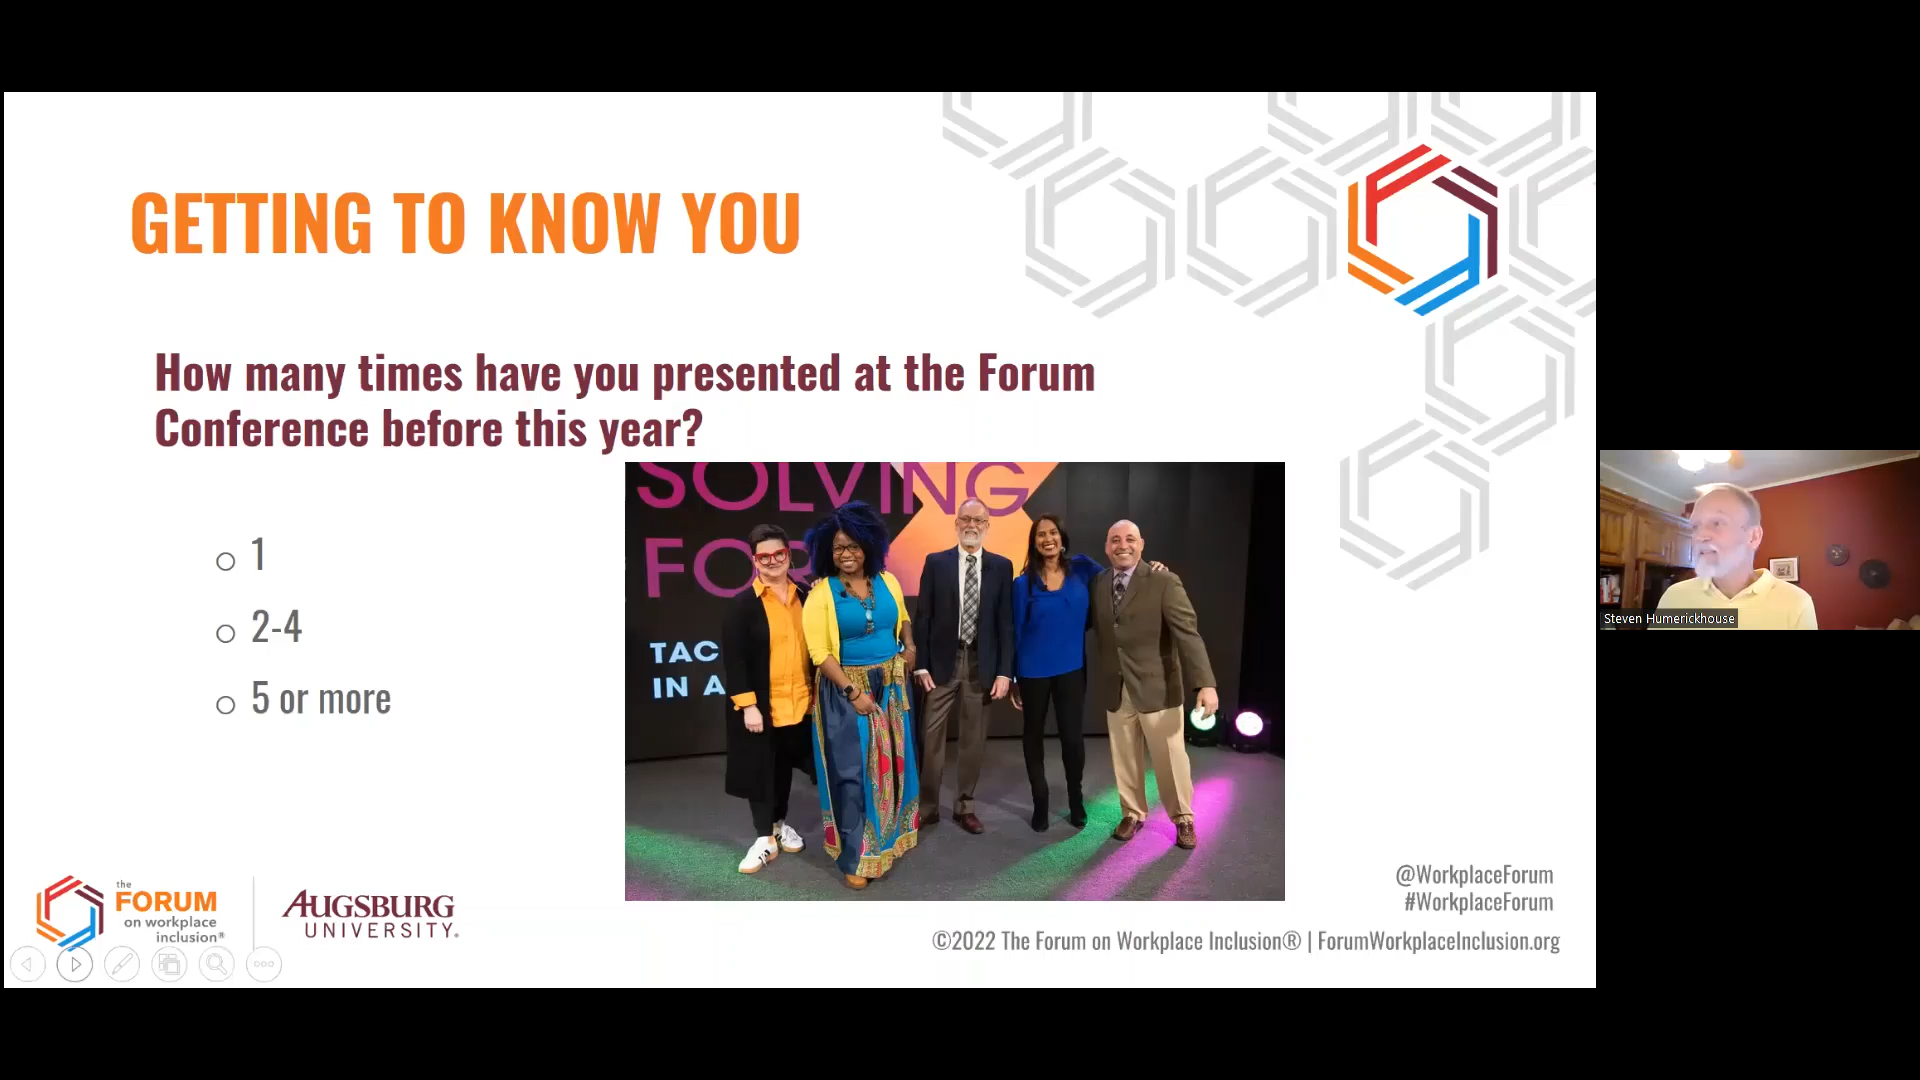 GETTING TO KNOW YOU
How many times have you presented at the Forum
Conference before this year?
1
2-4
5 or more
SOLVING
FOR
TAC
IN A
Steven Humerickhouse
the
FORUM
on workplace
inclusion®
AUGSBURG
UNIVERSITY.
@WorkplaceForum
#WorkplaceForum
©2022 The Forum on Workplace Inclusion® | ForumWorkplaceInclusion.org